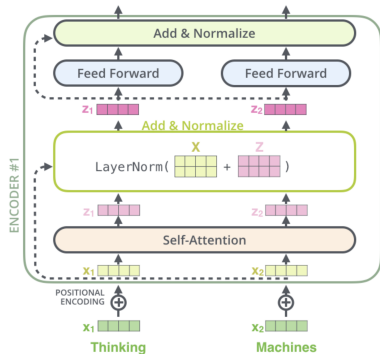 Add & Normalize
Feed Forward Feed Forward
z1 z2
Add & Normalize
X Z
LayerNorm( + )
z1 z2
Self-Attention
x1 x2
POSITIONAL
ENCODING
x1 x2
Thinking Machines
ENCODER #1